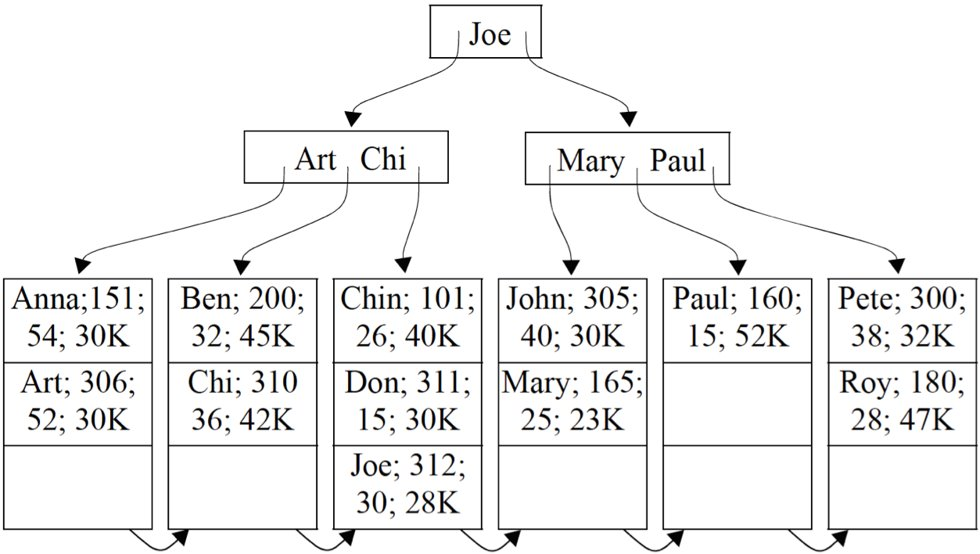 Joe
Art Chi
Mary Paul
Anna;151;
54; 30K
Art; 306;
52; 30K
Ben; 200;
32; 45K
Chi; 310
36; 42K
Chin; 101;
26; 40K
Don; 311;
15; 30K
Joe; 312;
30; 28K
John; 305;
40; 30K
Mary; 165;
25; 23K
Paul; 160;
15; 52K
Pete; 300;
38; 32K
Roy; 180;
28; 47K